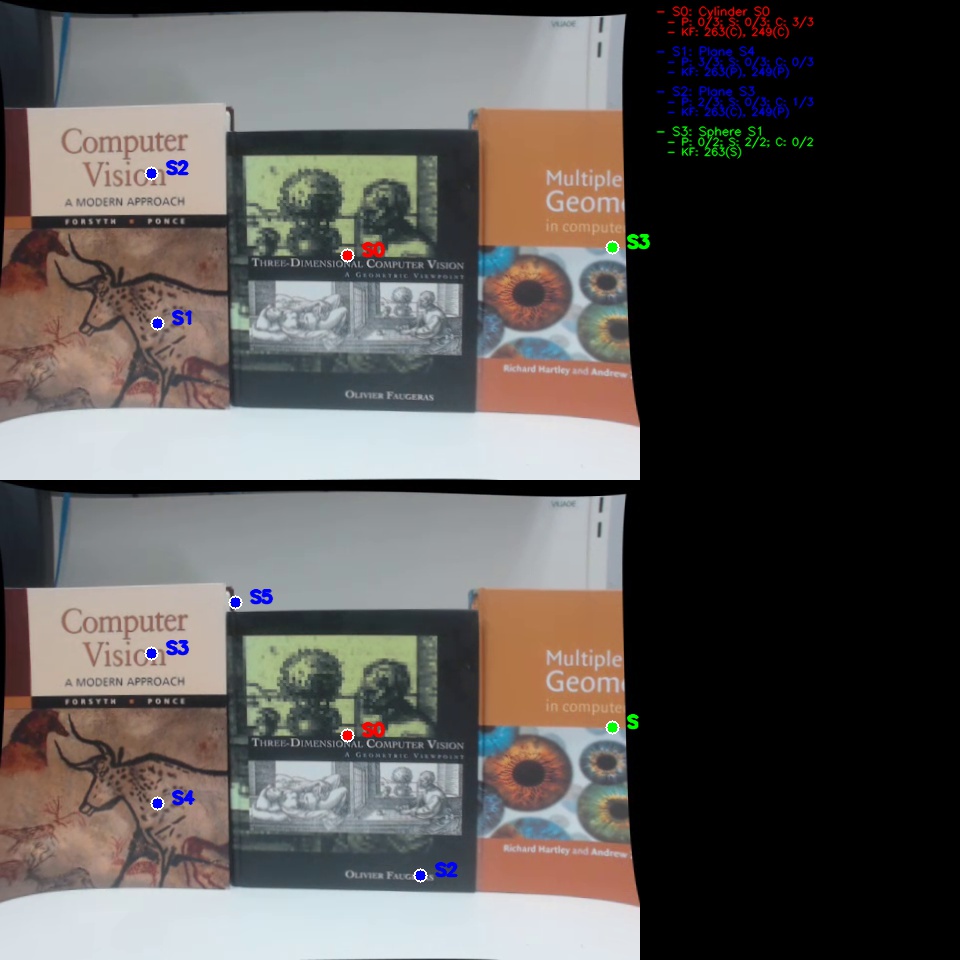 VILIADE
Computer
Vision
S2
A MODERN APPROACH
FORSYTH PONCE
S1
S0
THREE-DIMENSIONAL COMPUTER VISION
A GEOMETRIC VIEWPOINT
OLIVIER FAUGERAS
Multiple
Geome
in compute
S3
Richard Hartley and Andrew
- S0: Cylinder S0
- P: 0/3; S: 0/3; C: 3/3
- KF: 263(C), 249(C)
- S1: Plane S4
- P: 3/3; S: 0/3; C: 0/3
- KF: 263(P), 249(P)
- S2: Plane S3
- P: 2/3; S: 0/3; C: 1/3
- KF: 263(C), 249(P)
- S3: Sphere S1
- P: 0/2; S: 2/2; C: 0/2
- KF: 263(S)
S5
Computer
Vision
S3
A MODERN APPROACH
FORSYTH PONCE
S4
S0
THREE-DIMENSIONAL COMPUTER VISION
A GEOMETRIC VIEWPOINT
OLIVIER FAUGERAS
S2
Multiple
Geome
in compute
S
Richard Hartley and Andrew